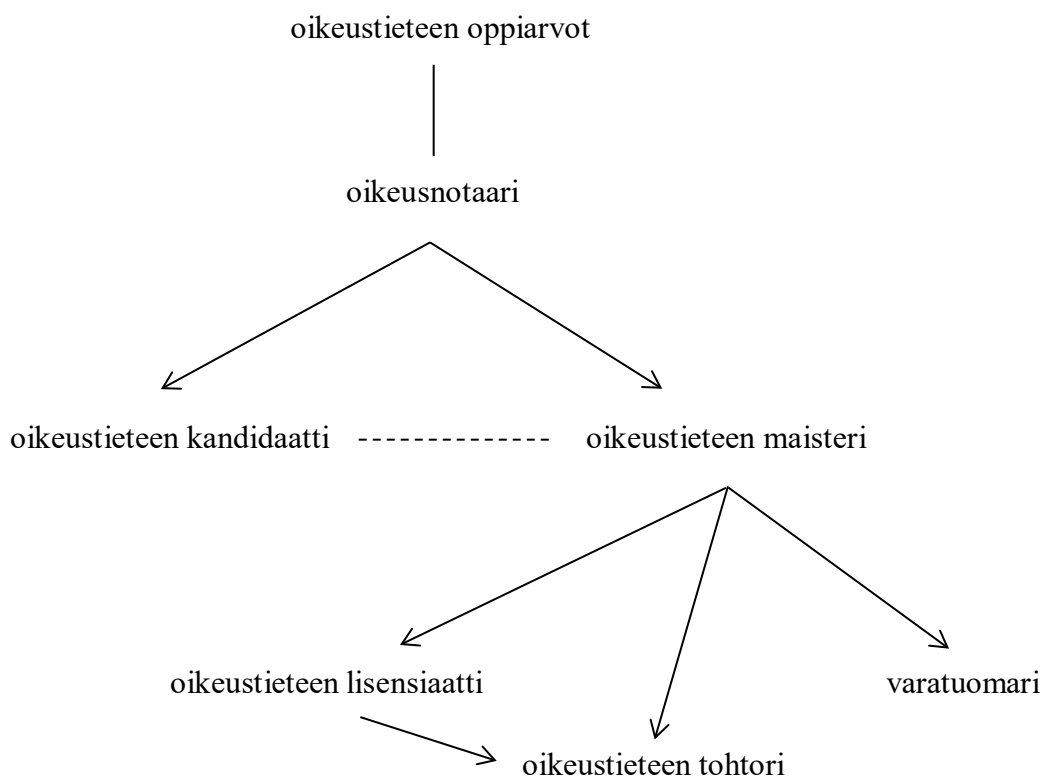 oikeustieteen oppiarvot
oikeusnotaari
oikeustieteen kandidaatti
oikeustieteen maisteri
oikeustieteen lisensiaatti
varatuomari
oikeustieteen tohtori